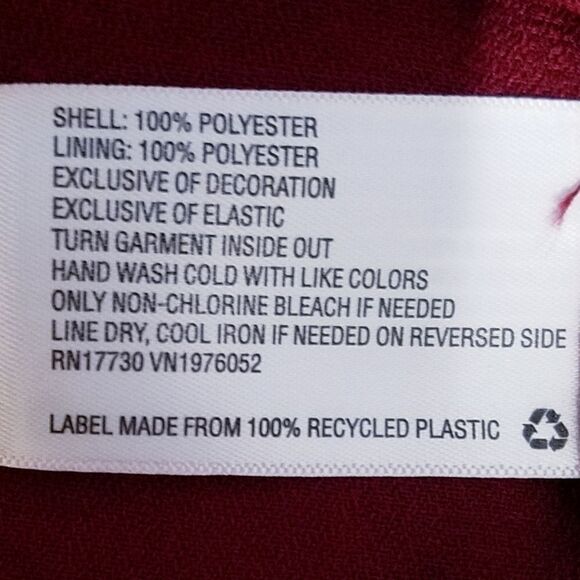 SHELL: 100% POLYESTER
LINING: 100% POLYESTER
EXCLUSIVE OF DECORATION
EXCLUSIVE OF ELASTIC
TURN GARMENT INSIDE OUT
HAND WASH COLD WITH LIKE COLORS
ONLY NON-CHLORINE BLEACH IF NEEDED
LINE DRY, COOL IRON IF NEEDED ON REVERSED SIDE
RN17730 VN1976052
LABEL MADE FROM 100% RECYCLED PLASTIC